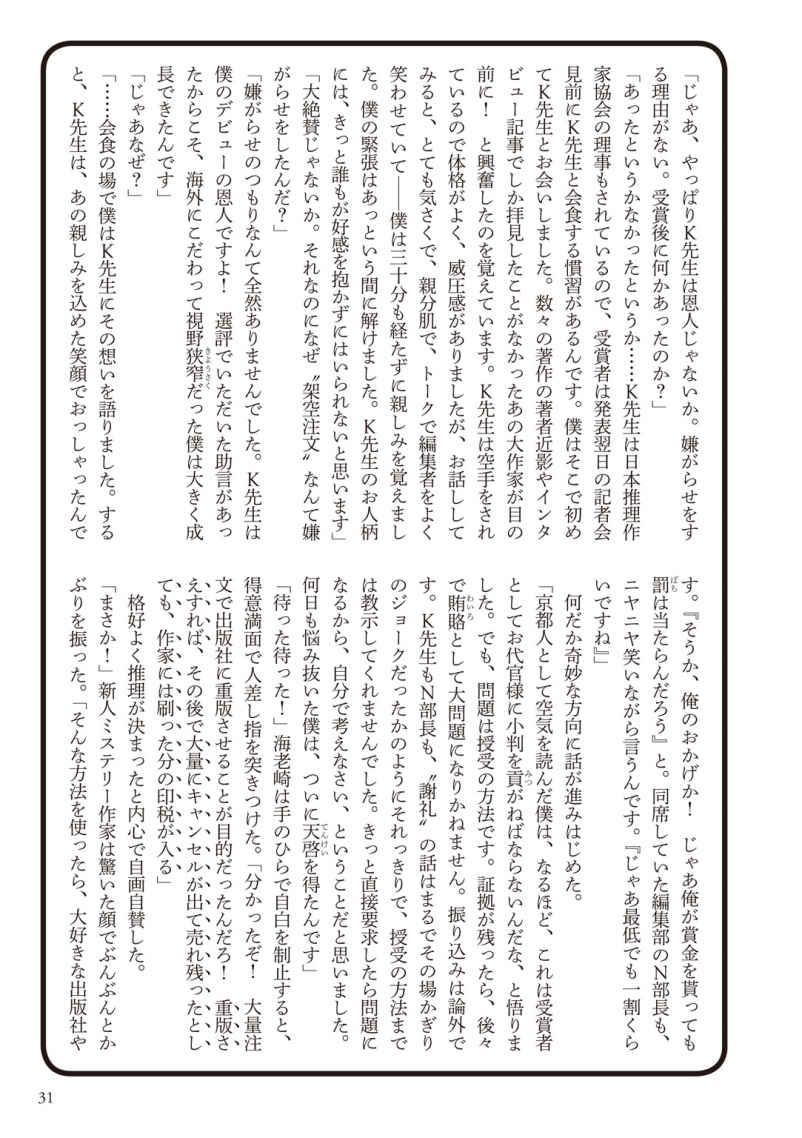 「じゃあ、やっぱりK先生は恩人じゃないか。嫌がらせをす
る理由がない。受賞後に何かあったのか？」
「あったというかなかったというか……K先生は日本推理作
家協会の理事もされているので、受賞者は発表翌日の記者会
見前にK先生と会食する慣習があるんです。僕はそこで初め
てK先生とお会いしました。数々の著作の著者近影やインタ
ビュー記事でしか拝見したことがなかったあの大作家が目の
前に！　と興奮したのを覚えています。K先生は空手をされ
ているので体格がよく、威圧感がありましたが、お話しして
みると、とても気さくで、親分肌で、トークで編集者をよく
笑わせていて――僕は三十分も経たずに親しみを覚えまし
た。僕の緊張はあっという間に解けました。K先生のお人柄
には、きっと誰もが好感を抱かずにはいられないと思います」
「大絶賛じゃないか。それなのになぜ〝架空注文〟なんて嫌
がらせをしたんだ？」
「嫌がらせのつもりなんて全然ありませんでした。K先生は
僕のデビューの恩人ですよ！　選評でいただいた助言があっ
たからこそ、海外にこだわって視野狭窄だった僕は大きく成
長できたんです」
「じゃあなぜ？」
「……会食の場で僕はK先生にその想いを語りました。する
と、K先生は、あの親しみを込めた笑顔でおっしゃったんで
す。『そうか、俺のおかげか！　じゃあ俺が賞金を貰っても
罰は当たらんだろう』と。同席していた編集部のN部長も、
ニヤニヤ笑いながら言うんです。『じゃあ最低でも一割くら
いですね』」
　何だか奇妙な方向に話が進みはじめた。
「京都人として空気を読んだ僕は、なるほど、これは受賞者
としてお代官様に小判を貢がねばならないんだな、と悟りま
した。でも、問題は授受の方法です。証拠が残ったら、後々
で賄賂として大問題になりかねません。振り込みは論外で
す。K先生もN部長も、〝謝礼〟の話はまるでその場かぎり
のジョークだったかのようにそれっきりで、授受の方法まで
は教示してくれませんでした。きっと直接要求したら問題に
なるから、自分で考えなさい、ということだと思いました。
何日も悩み抜いた僕は、ついに天啓を得たんです」
「待った待った！」海老崎は手のひらで自白を制止すると、
得意満面で人差し指を突きつけた。「分かったぞ！　大量注
文で出版社に重版させることが目的だったんだろ！　重版さ
えすれば、その後で大量にキャンセルが出て売れ残ったとし
ても、作家には刷った分の印税が入る」
　格好よく推理が決まったと内心で自画自賛した。
「まさか！」新人ミステリー作家は驚いた顔でぶんぶんとか
ぶりを振った。「そんな方法を使ったら、大好きな出版社や
31